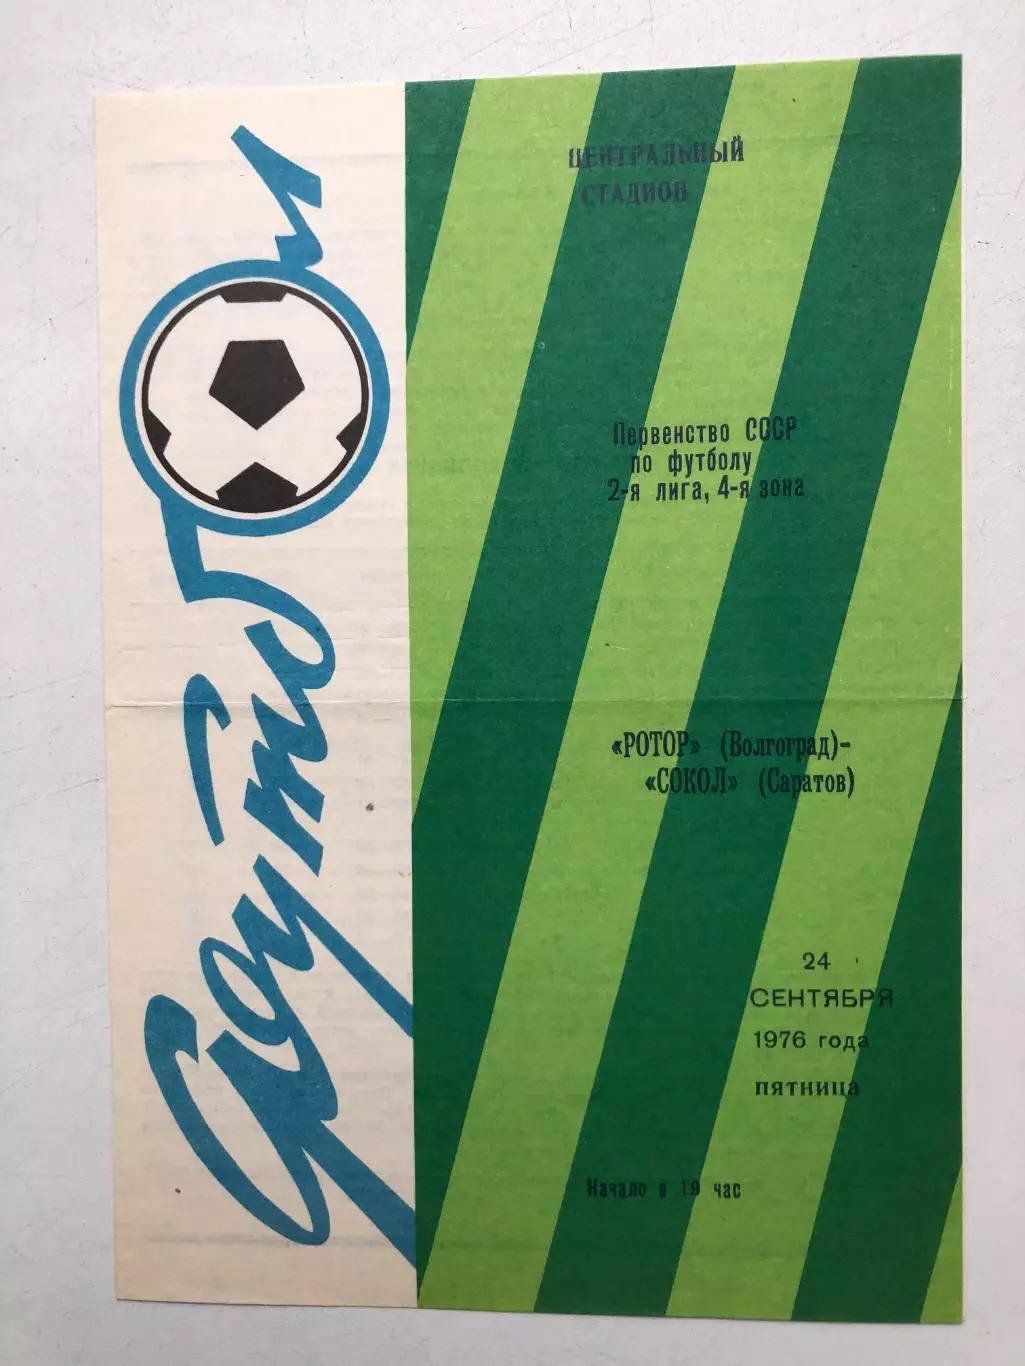 Футбол
ЦЕНТРАЛЬНЫЙ
СТАДИОН
Первенство СССР
по футболу
2-я лига, 4-я зона
«РОТОР» (Волгоград)-
«СОКОЛ» (Саратов)
24
СЕНТЯБРЯ
1976 года
ПЯТНИЦА
Начало в 19 час